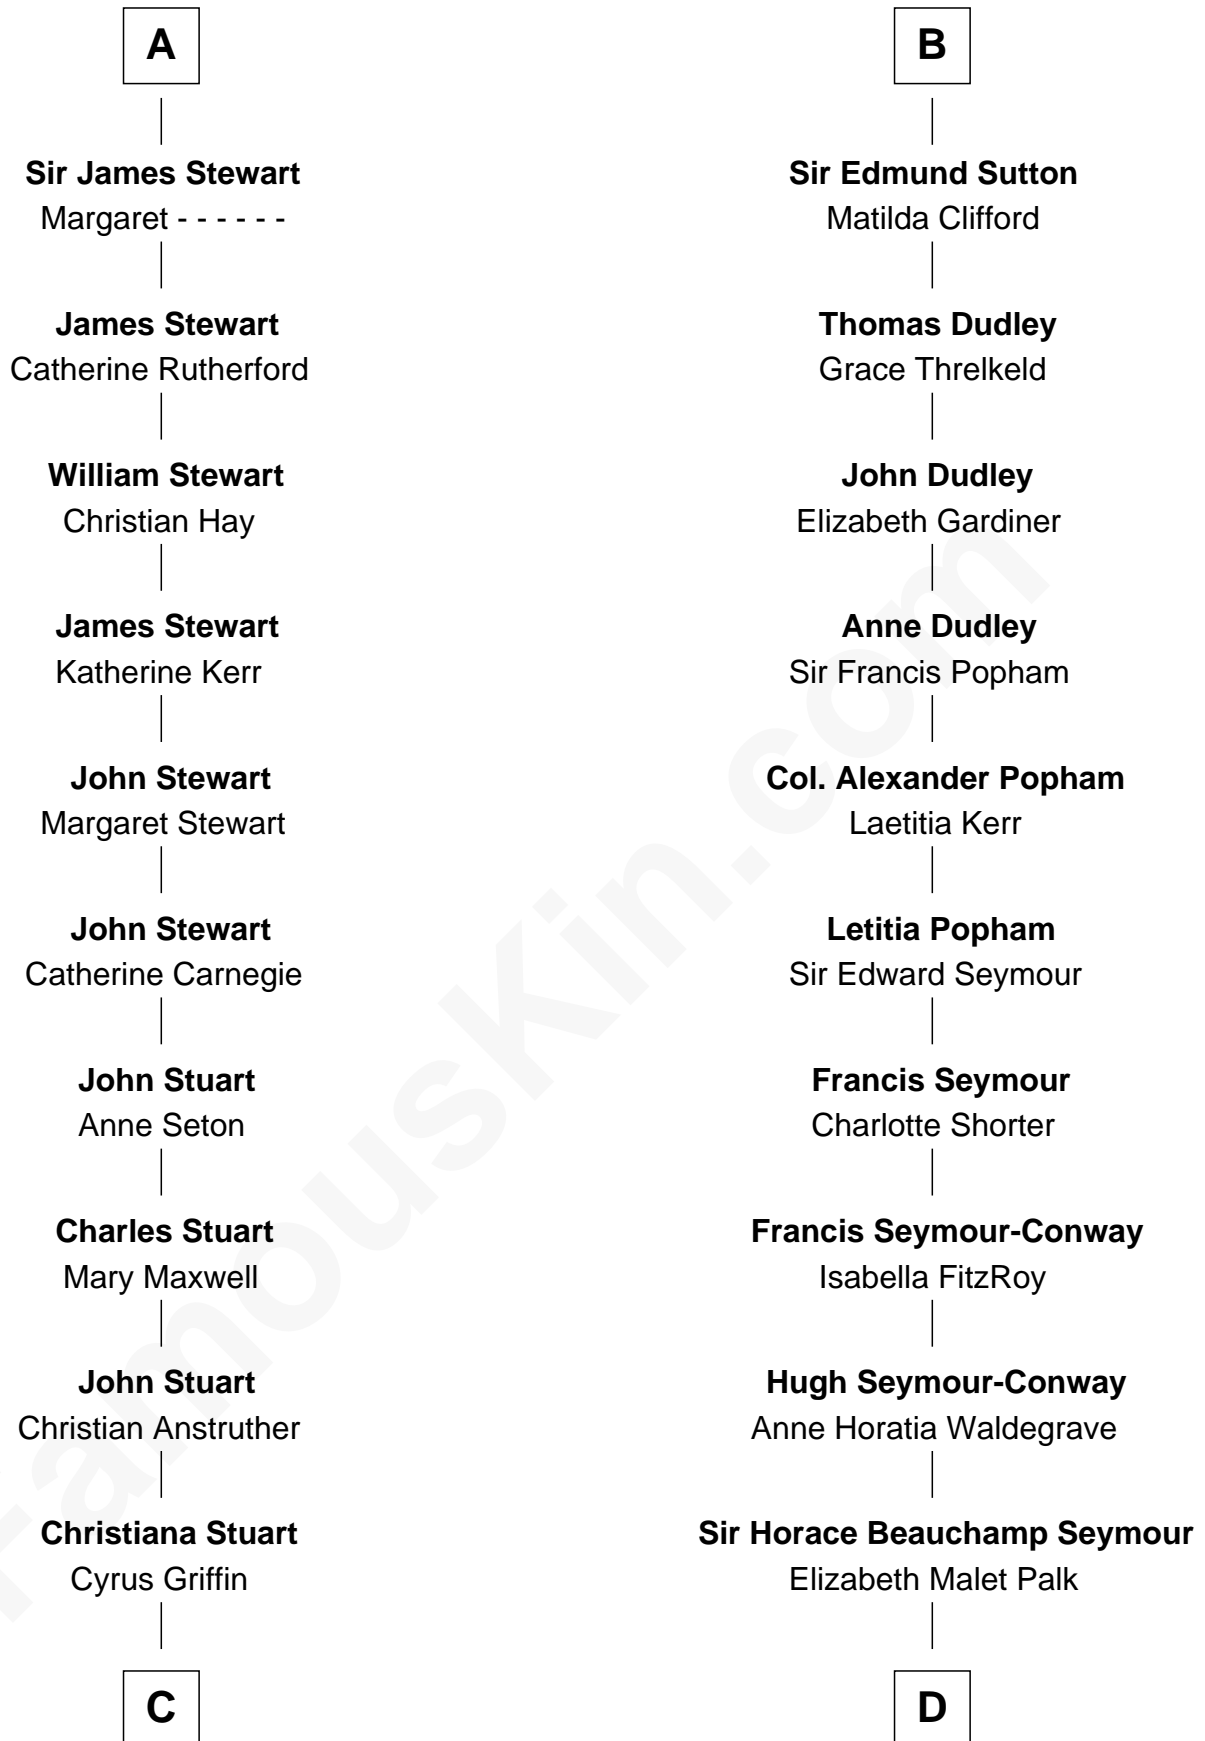 A
Sir James Stewart
Margaret - - - - - -
James Stewart
Catherine Rutherford
William Stewart
Christian Hay
James Stewart
Katherine Kerr
John Stewart
Margaret Stewart
John Stewart
Catherine Carnegie
John Stuart
Anne Seton
Charles Stuart
Mary Maxwell
John Stuart
Christian Anstruther
Christiana Stuart
Cyrus Griffin
C
B
Sir Edmund Sutton
Matilda Clifford
Thomas Dudley
Grace Threlkeld
John Dudley
Elizabeth Gardiner
Anne Dudley
Sir Francis Popham
Col. Alexander Popham
Laetitia Kerr
Letitia Popham
Sir Edward Seymour
Francis Seymour
Charlotte Shorter
Francis Seymour-Conway
Isabella FitzRoy
Hugh Seymour-Conway
Anne Horatia Waldegrave
Sir Horace Beauchamp Seymour
Elizabeth Malet Palk
D
FamousKin.com